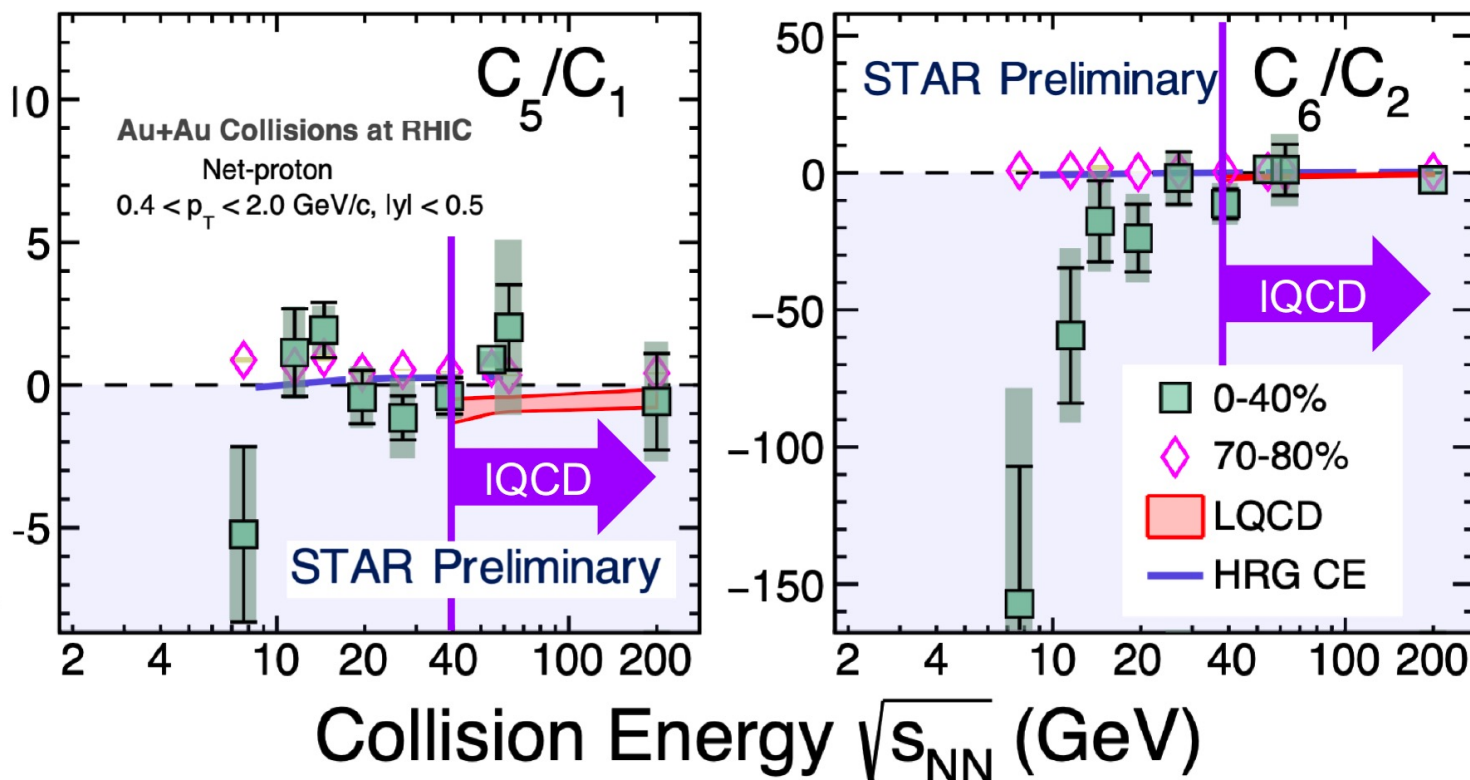 C5/C1
10
5
0
-5
Au+Au Collisions at RHIC
Net-proton
0.4 < pT < 2.0 GeV/c, |y| < 0.5
lQCD
STAR Preliminary
2 4 10 20 40 100 200
50
0
−50
−100
−150
STAR Preliminary
C6/C2
lQCD
0-40%
70-80%
LQCD
HRG CE
2 4 10 20 40 100 200
Collision Energy √sNN (GeV)